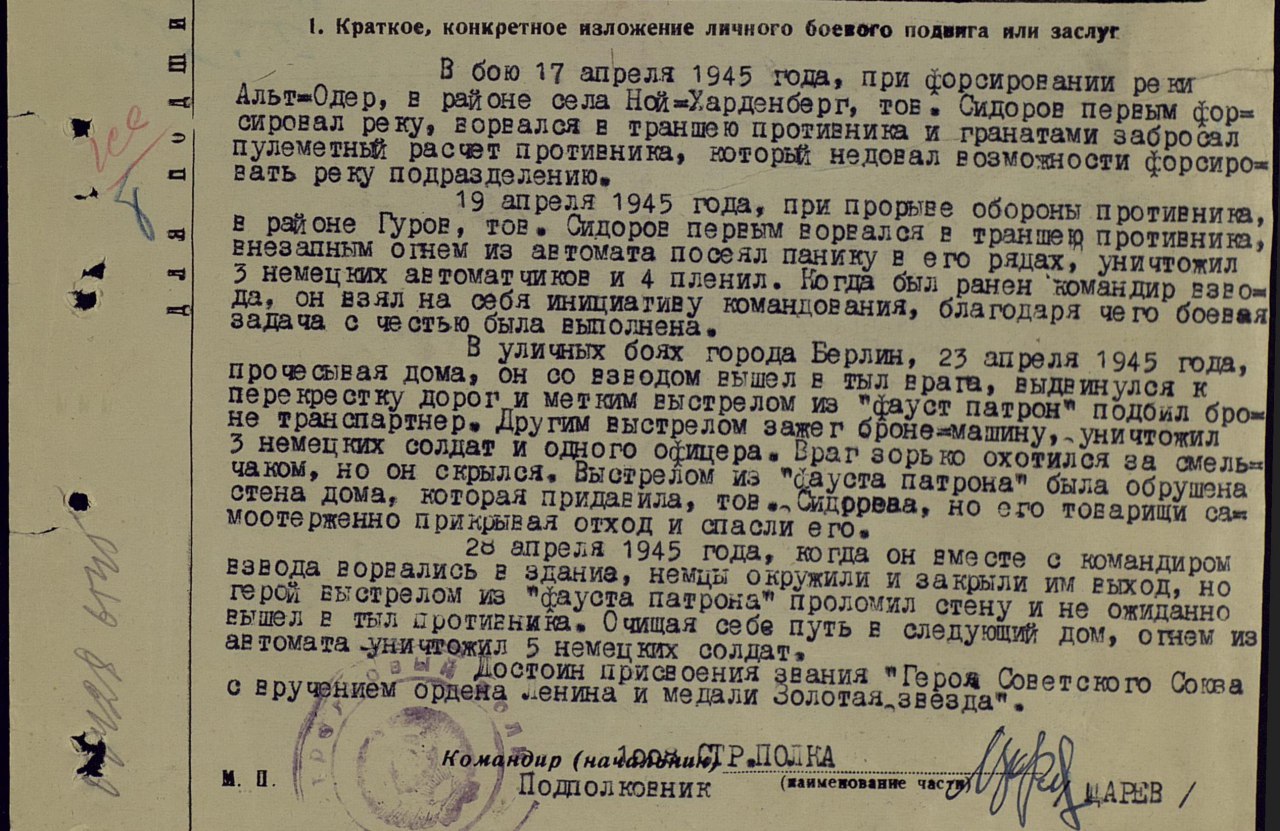 Для подшив
1. Краткое, конкретное изложение личного боевого подвига или заслуг
В бою 17 апреля 1945 года, при форсировании реки
Альт=Одер, в районе села Ной=Харденберг, тов. Сидоров первым фор=
сировал реку, ворвался в траншею противника и гранатами забросал
пулеметный расчет противника, который недовал возможности форсиро=
вать реку подразделению.
19 апреля 1945 года, при прорыве обороны противника,
в районе Гуров, тов. Сидоров первым ворвался в траншею противника,
внезапным огнем из автомата посеял панику в его рядах, уничтожил
3 немецких автоматчиков и 4 пленил. Когда был ранен командир взво=
да, он взял на себя инициативу командования, благодаря чего боевая
задача с честью была выполнена.
В уличных боях города Берлин, 23 апреля 1945 года,
прочесывая дома, он со взводом вышел в тыл врага, выдвинулся к
перекрестку дорог и метким выстрелом из "фауст патрон" подбил бро=
не транспартнер. Другим выстрелом зажег броне=машину, уничтожил
3 немецких солдат и одного офицера. Враг зорько охотился за смель=
чаком, но он скрылся. Выстрелом из "фауста патрона" была обрушена
стена дома, которая придавила, тов. Сидорова, но его товарищи са=
моотерженно прикрывая отход и спасли его.
28 апреля 1945 года, когда он вместе с командиром
взвода ворвались в здание, немцы окружили и закрыли им выход, но
герой выстрелом из "фауста патрона" проломил стену и не ожиданно
вышел в тыл противника. Очищая себе путь в следующий дом, огнем из
автомата уничтожил 5 немецких солдат.
Достоин присвоения звания "Героя Советского Союза
с вручением ордена Ленина и медали Золотая звезда".
Командир (начальник) 1008 СТР.ПОЛКА
М. П. Подполковник (наименование части) ЦАРЕВ /